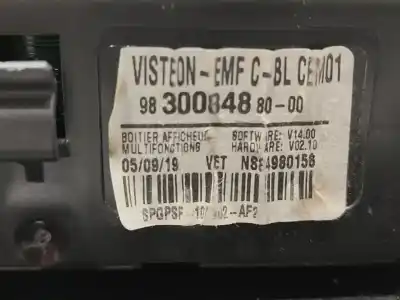 VISTEON-EMF C-BL CEM01
98 300848 80-00
BOITIER AFFICHEUR SOFTWARE: V14.00
MULTIFONCTIONS HARDWARE: V02.10
05/09/19 VET